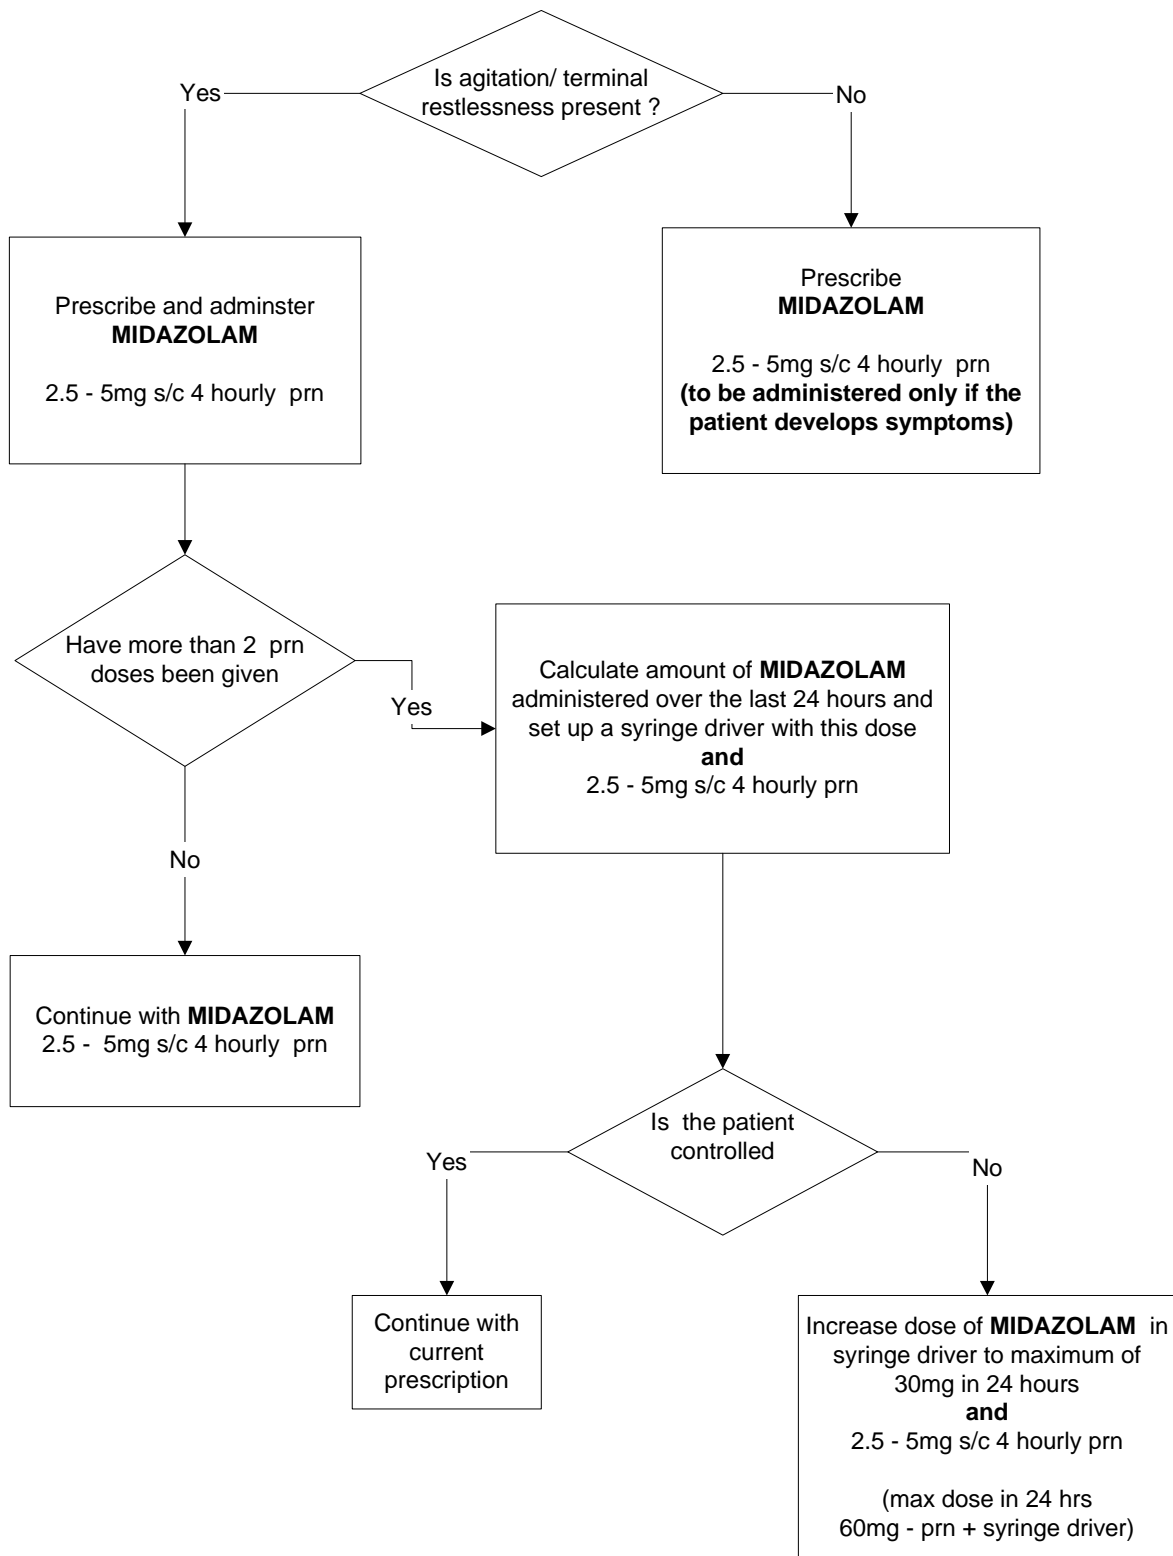 Is agitation/ terminal
restlessness present ?
Yes
No
Prescribe and adminster
MIDAZOLAM
2.5 - 5mg s/c 4 hourly prn
Prescribe
MIDAZOLAM
2.5 - 5mg s/c 4 hourly prn
(to be administered only if the
patient develops symptoms)
Have more than 2 prn
doses been given
Yes
Calculate amount of MIDAZOLAM
administered over the last 24 hours and
set up a syringe driver with this dose
and
2.5 - 5mg s/c 4 hourly prn
No
Continue with MIDAZOLAM
2.5 - 5mg s/c 4 hourly prn
Is the patient
controlled
Yes
No
Continue with
current
prescription
Increase dose of MIDAZOLAM in
syringe driver to maximum of
30mg in 24 hours
and
2.5 - 5mg s/c 4 hourly prn
(max dose in 24 hrs
60mg - prn + syringe driver)